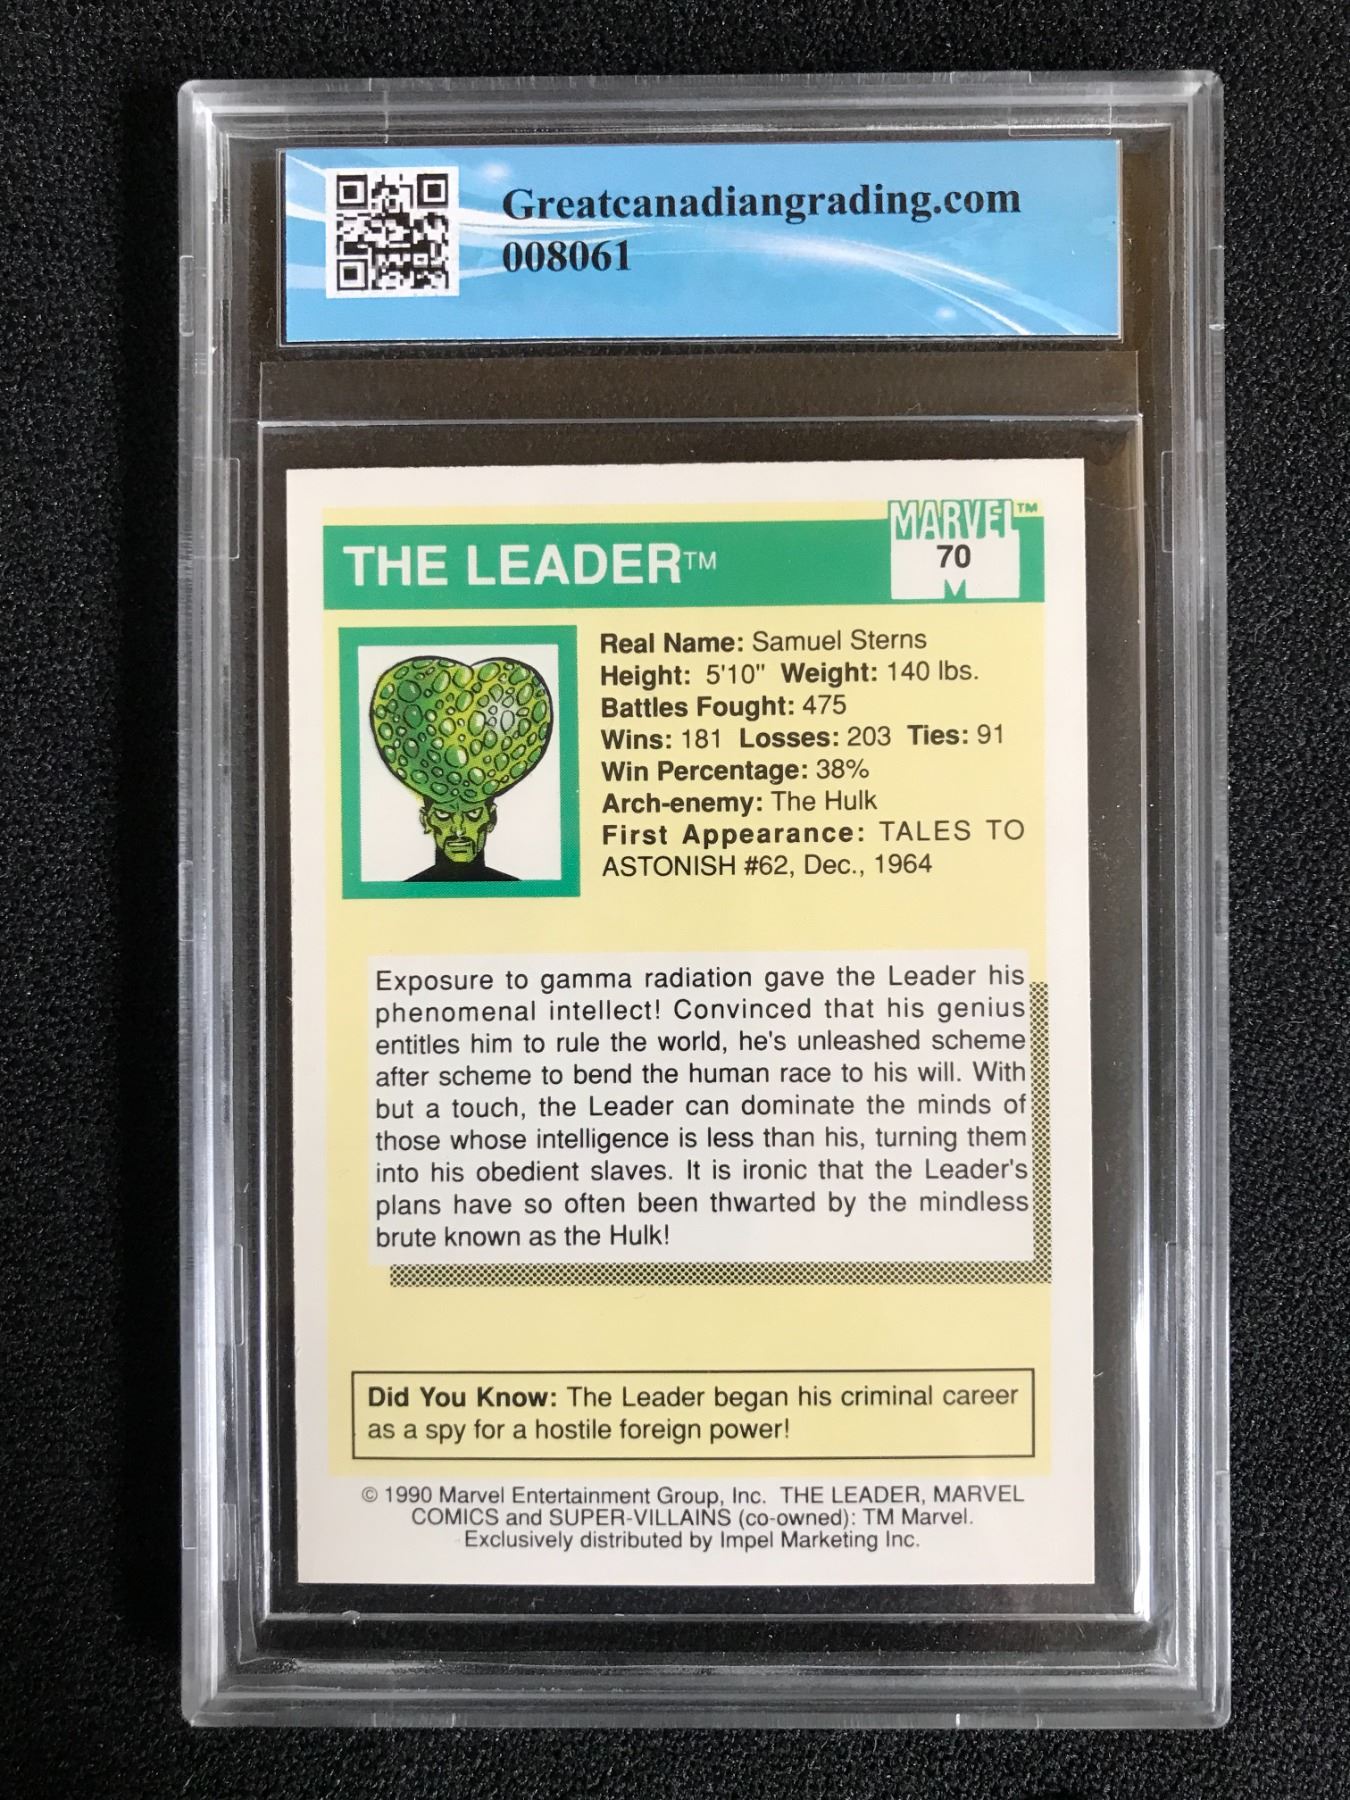 Greatcanadiangrading.com
008061
MARVEL™
THE LEADER™
70
Real Name: Samuel Sterns
Height: 5'10" Weight: 140 lbs.
Battles Fought: 475
Wins: 181 Losses: 203 Ties: 91
Win Percentage: 38%
Arch-enemy: The Hulk
First Appearance: TALES TO
ASTONISH #62, Dec., 1964
Exposure to gamma radiation gave the Leader his
phenomenal intellect! Convinced that his genius
entitles him to rule the world, he's unleashed scheme
after scheme to bend the human race to his will. With
but a touch, the Leader can dominate the minds of
those whose intelligence is less than his, turning them
into his obedient slaves. It is ironic that the Leader's
plans have so often been thwarted by the mindless
brute known as the Hulk!
Did You Know: The Leader began his criminal career
as a spy for a hostile foreign power!
© 1990 Marvel Entertainment Group, Inc. THE LEADER, MARVEL
COMICS and SUPER-VILLAINS (co-owned): TM Marvel.
Exclusively distributed by Impel Marketing Inc.